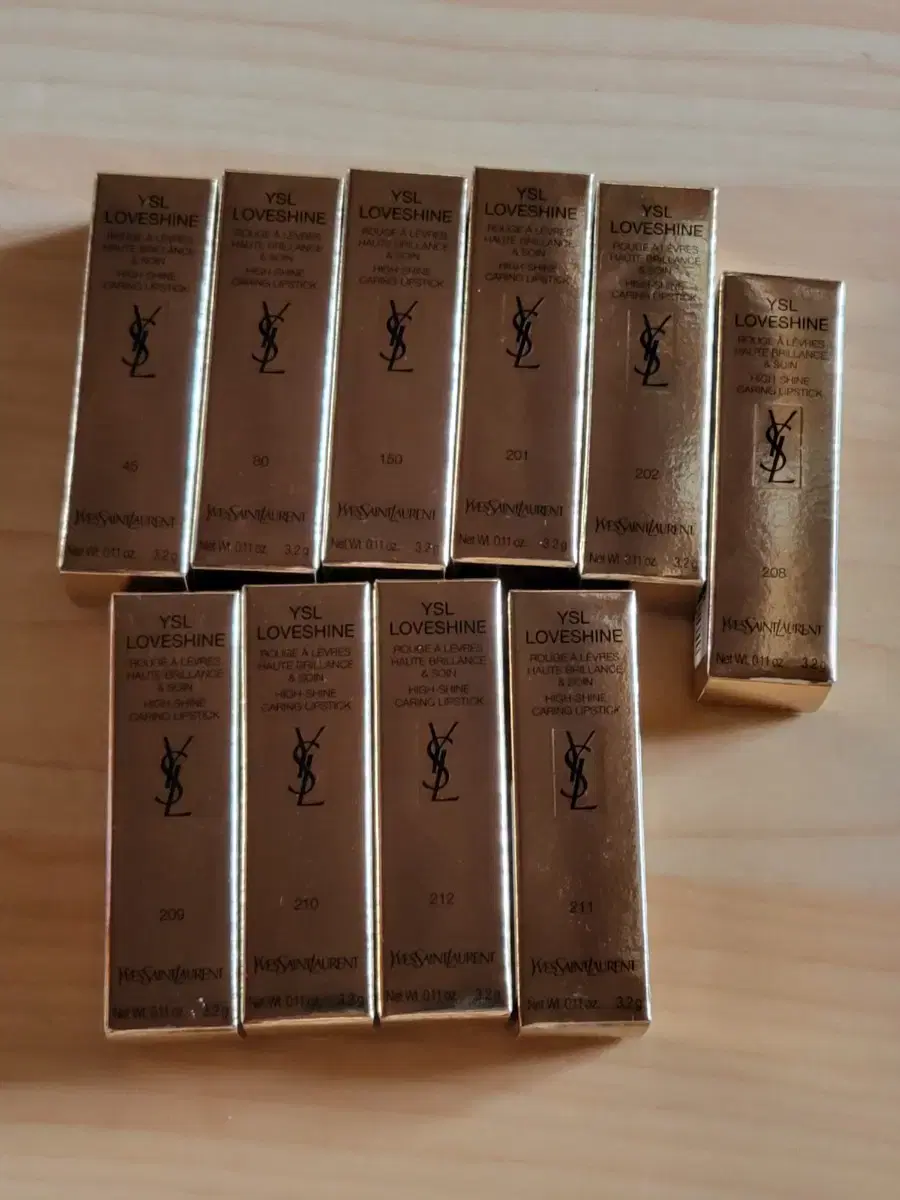 YSL
LOVESHINE
ROUGE À LÈVRES
HAUTE BRILLANCE
& SOIN
HIGH-SHINE
CARING LIPSTICK
YSL
45
YVESSAINTLAURENT
Net Wt. 0.11 oz. 3.2 g
YSL
LOVESHINE
ROUGE À LÈVRES
HAUTE BRILLANCE
& SOIN
HIGH-SHINE
CARING LIPSTICK
YSL
80
YVESSAINTLAURENT
Net Wt. 0.11 oz. 3.2 g
YSL
LOVESHINE
ROUGE À LÈVRES
HAUTE BRILLANCE
& SOIN
HIGH-SHINE
CARING LIPSTICK
YSL
150
YVESSAINTLAURENT
Net Wt. 0.11 oz. 3.2 g
YSL
LOVESHINE
ROUGE À LÈVRES
HAUTE BRILLANCE
& SOIN
HIGH-SHINE
CARING LIPSTICK
YSL
201
YVESSAINTLAURENT
Net Wt. 0.11 oz. 3.2 g
YSL
LOVESHINE
ROUGE À LÈVRES
HAUTE BRILLANCE
& SOIN
HIGH-SHINE
CARING LIPSTICK
YSL
202
YVESSAINTLAURENT
Net Wt. 0.11 oz. 3.2 g
YSL
LOVESHINE
ROUGE À LÈVRES
HAUTE BRILLANCE
& SOIN
HIGH-SHINE
CARING LIPSTICK
YSL
208
YVESSAINTLAURENT
Net Wt. 0.11 oz. 3.2 g
YSL
LOVESHINE
ROUGE À LÈVRES
HAUTE BRILLANCE
& SOIN
HIGH-SHINE
CARING LIPSTICK
YSL
209
YVESSAINTLAURENT
Net Wt. 0.11 oz. 3.2 g
YSL
LOVESHINE
ROUGE À LÈVRES
HAUTE BRILLANCE
& SOIN
HIGH-SHINE
CARING LIPSTICK
YSL
210
YVESSAINTLAURENT
Net Wt. 0.11 oz. 3.2 g
YSL
LOVESHINE
ROUGE À LÈVRES
HAUTE BRILLANCE
& SOIN
HIGH-SHINE
CARING LIPSTICK
YSL
212
YVESSAINTLAURENT
Net Wt. 0.11 oz. 3.2 g
YSL
LOVESHINE
ROUGE À LÈVRES
HAUTE BRILLANCE
& SOIN
HIGH-SHINE
CARING LIPSTICK
YSL
211
YVESSAINTLAURENT
Net Wt. 0.11 oz. 3.2 g